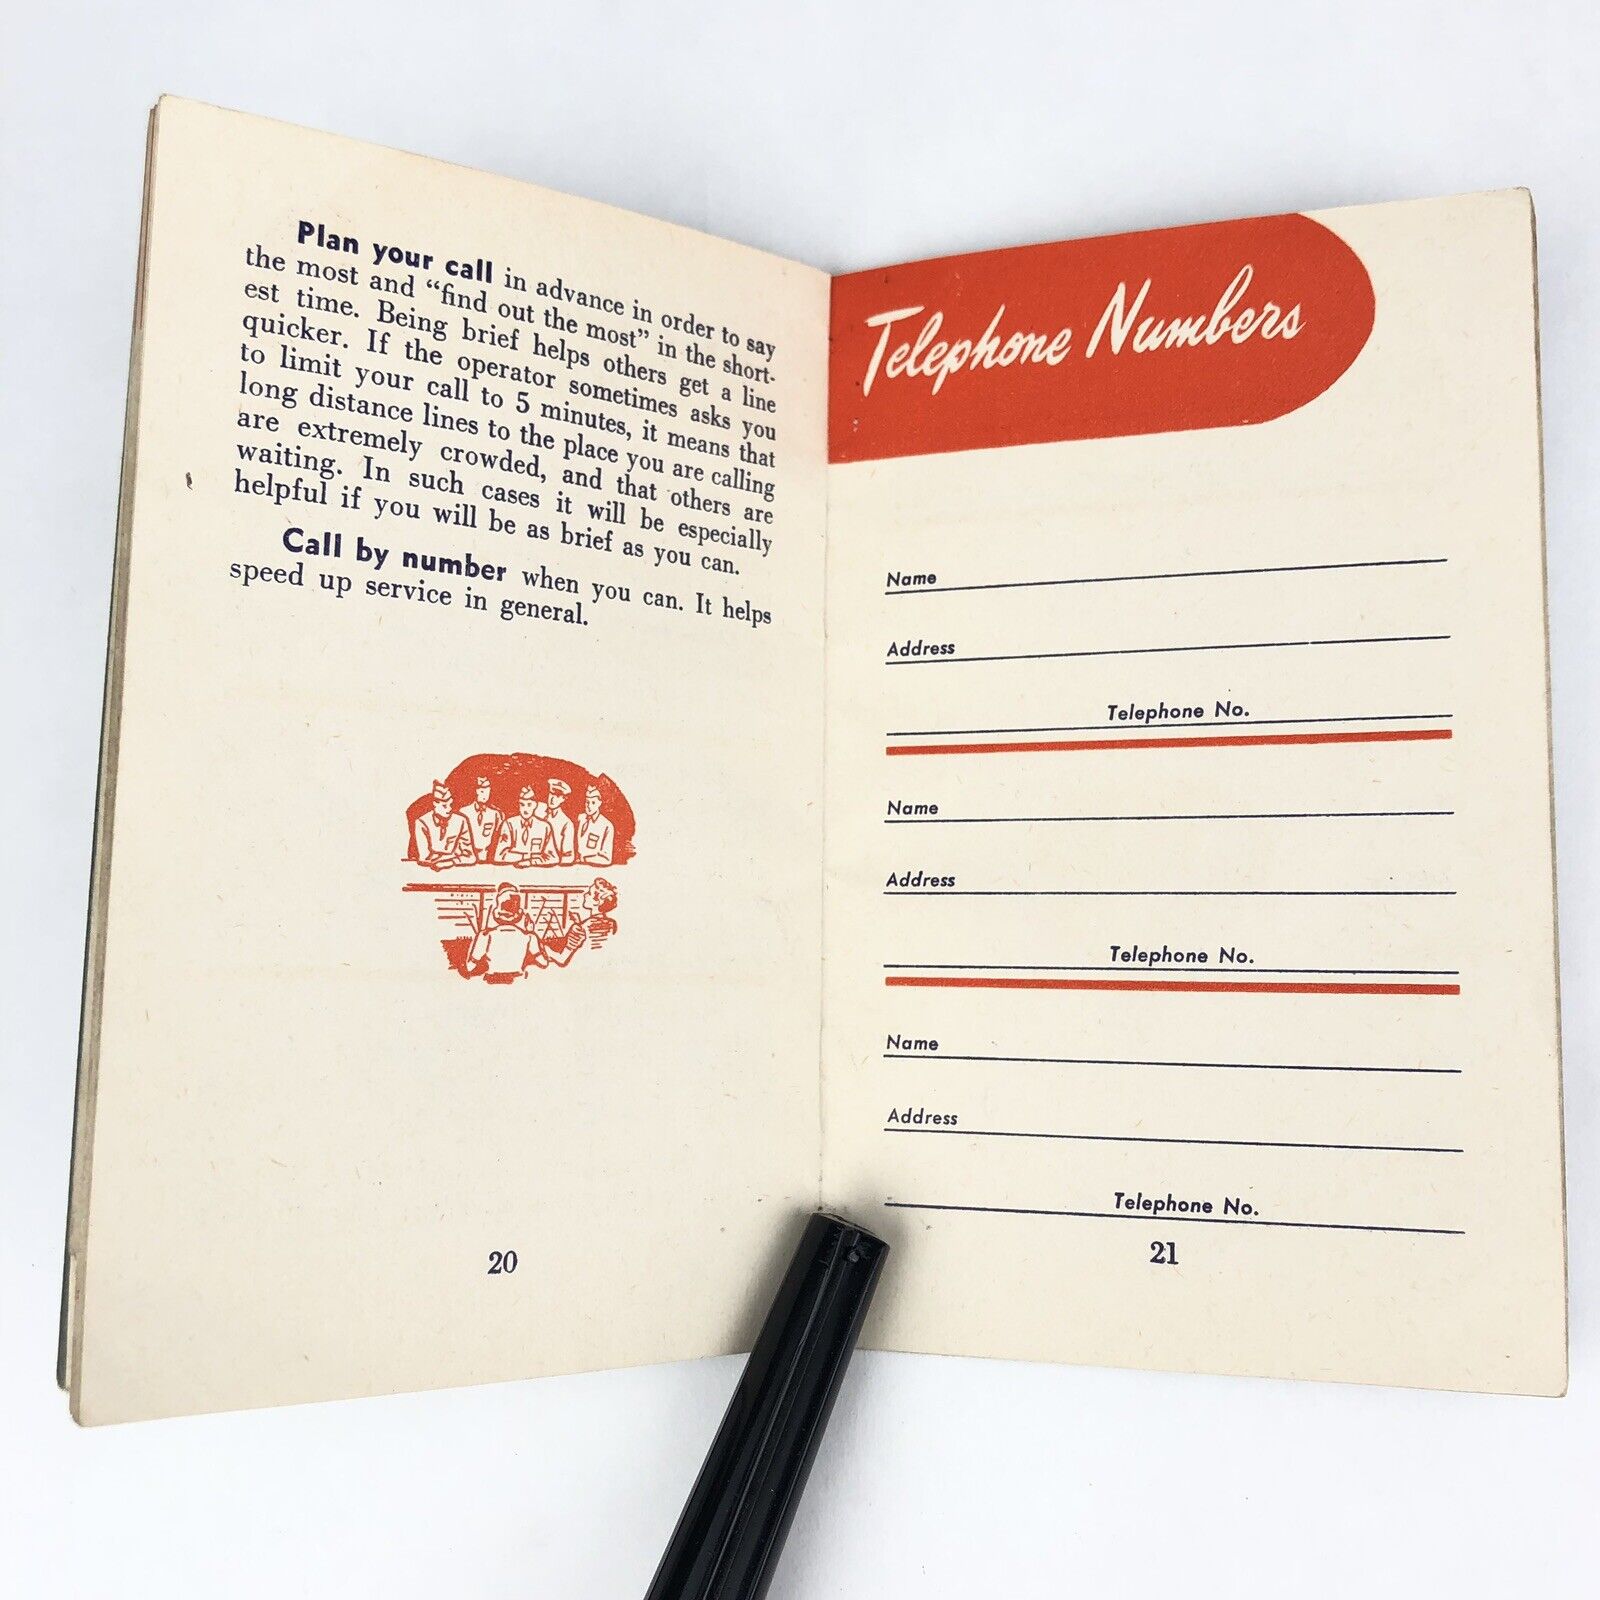 Plan your call in advance in order to say
the most and “find out the most” in the short-
est time. Being brief helps others get a line
quicker. If the operator sometimes asks you
to limit your call to 5 minutes, it means that
long distance lines to the place you are calling
are extremely crowded, and that others are
waiting. In such cases it will be especially
helpful if you will be as brief as you can.
Call by number when you can. It helps
speed up service in general.
20
Telephone Numbers
Name
Address
Telephone No.
Name
Address
Telephone No.
Name
Address
Telephone No.
21